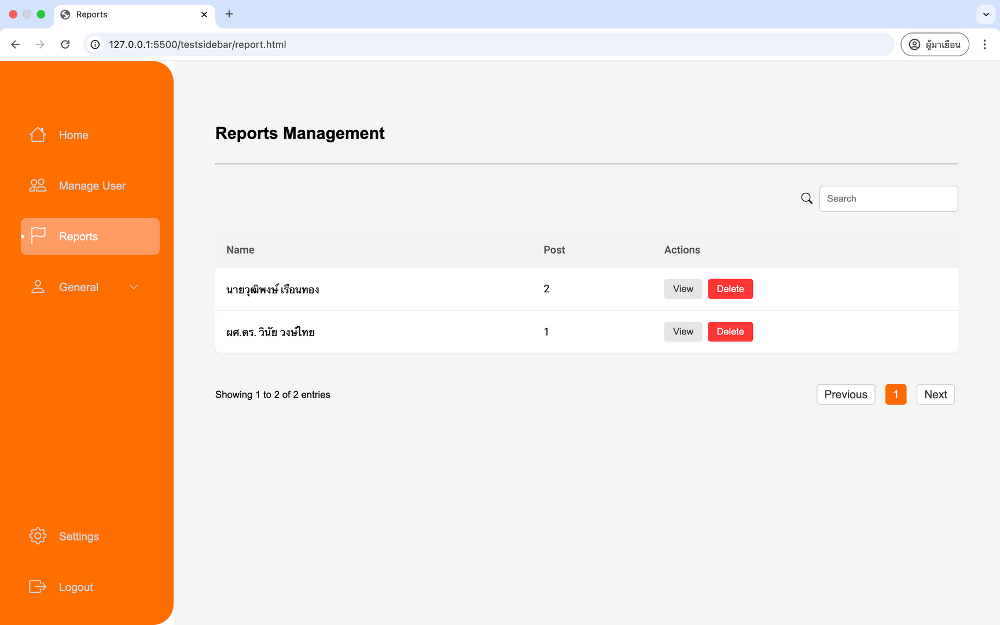 Reports
127.0.0.1:5500/testsidebar/report.html
ผู้มาเยือน
Home
Manage User
Reports
General
Settings
Logout
Reports Management
Search
Name Post Actions
นายวุฒิพงษ์ เรือนทอง 2 View Delete
ผศ.ดร. วินัย วงษ์ไทย 1 View Delete
Showing 1 to 2 of 2 entries
Previous 1 Next